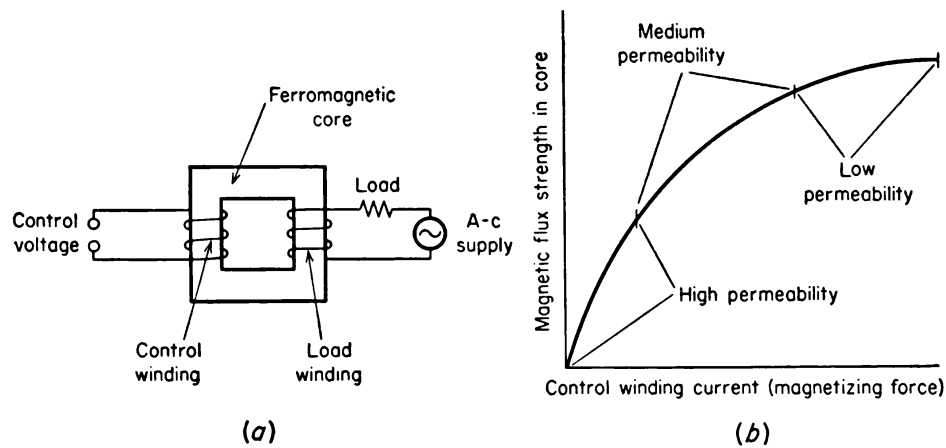 Ferromagnetic
core
Load
Control
voltage
A-c
supply
Control
winding
Load
winding
(a)
Magnetic flux strength in core
Medium
permeability
Low
permeability
High permeability
Control winding current (magnetizing force)
(b)